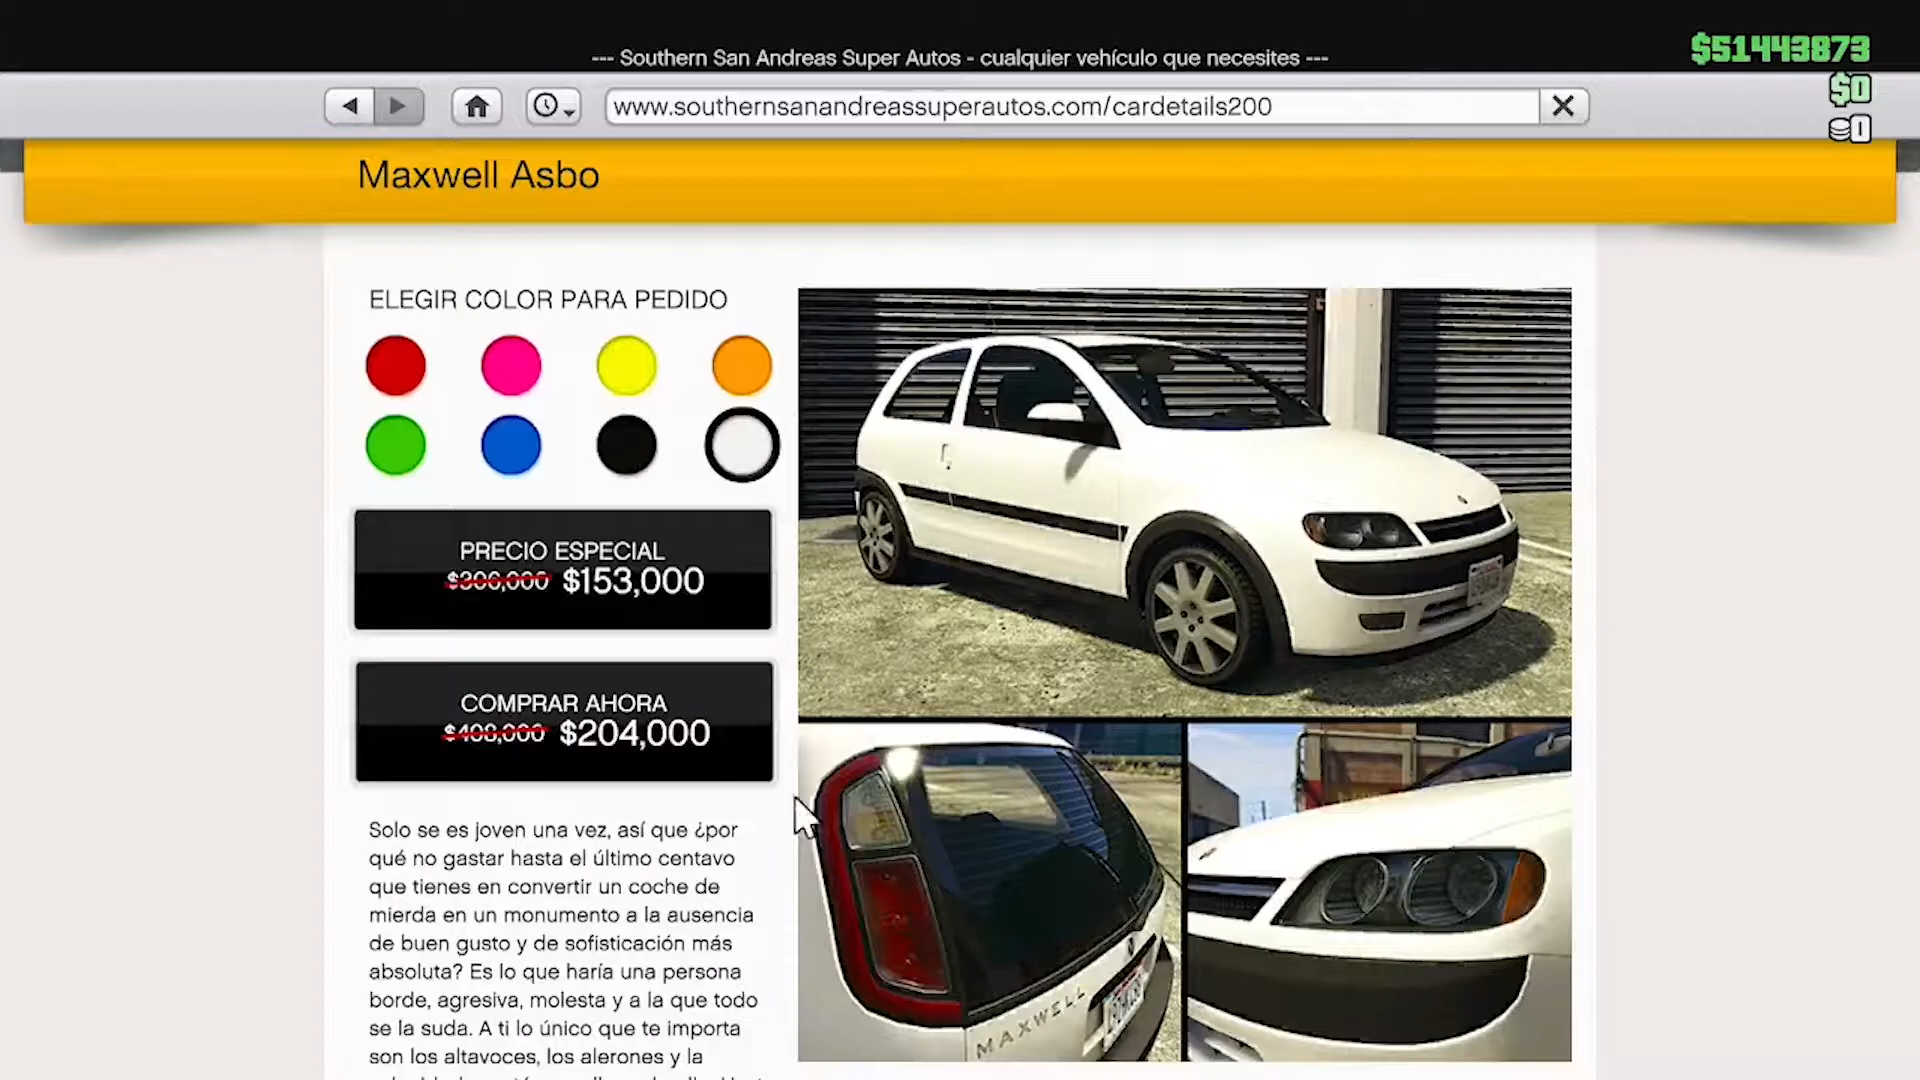 --- Southern San Andreas Super Autos - cualquier vehículo que necesites ---
$51443873
$0
0
www.southernsanandreassuperautos.com/cardetails200
Maxwell Asbo
ELEGIR COLOR PARA PEDIDO
PRECIO ESPECIAL
$306,000 $153,000
COMPRAR AHORA
$408,000 $204,000
Solo se es joven una vez, así que ¿por
qué no gastar hasta el último centavo
que tienes en convertir un coche de
mierda en un monumento a la ausencia
de buen gusto y de sofisticación más
absoluta? Es lo que haría una persona
borde, agresiva, molesta y a la que todo
se la suda. A ti lo único que te importa
son los altavoces, los alerones y la
MAXWELL